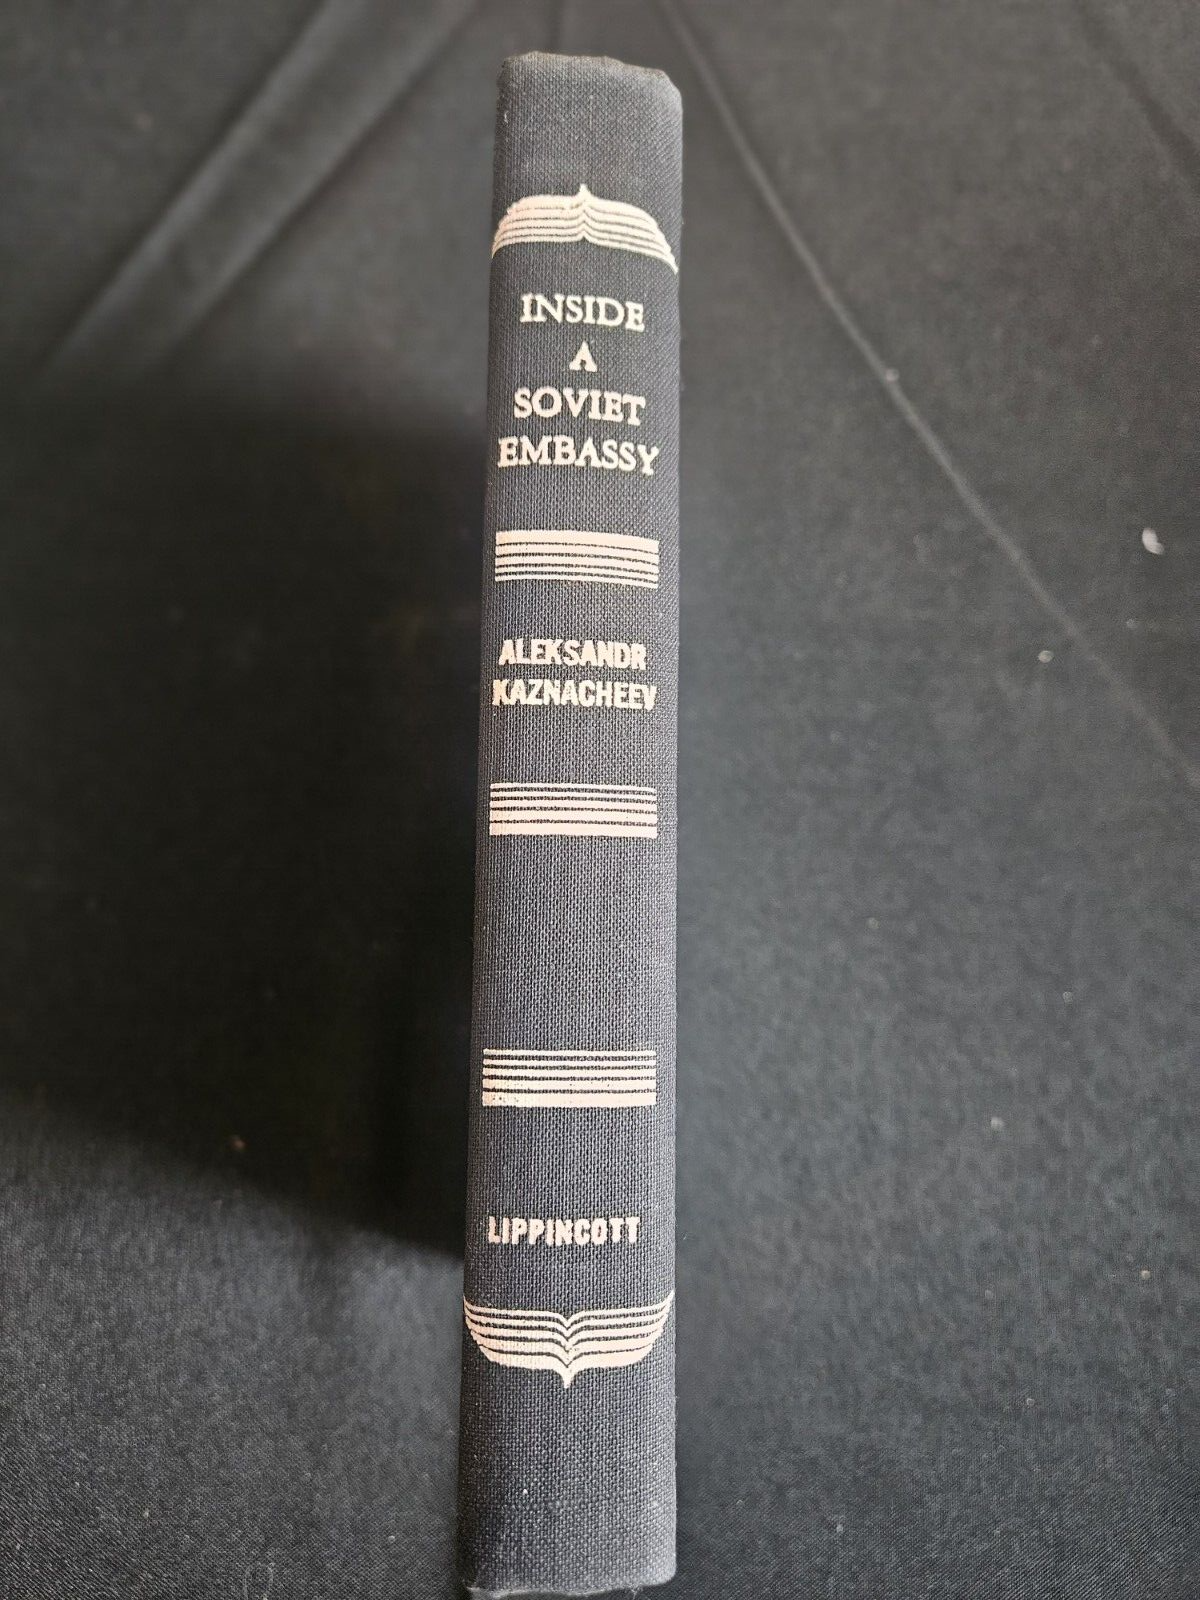 INSIDE
A
SOVIET
EMBASSY
ALEKSANDR
KAZNACHEEV
LIPPINCOTT